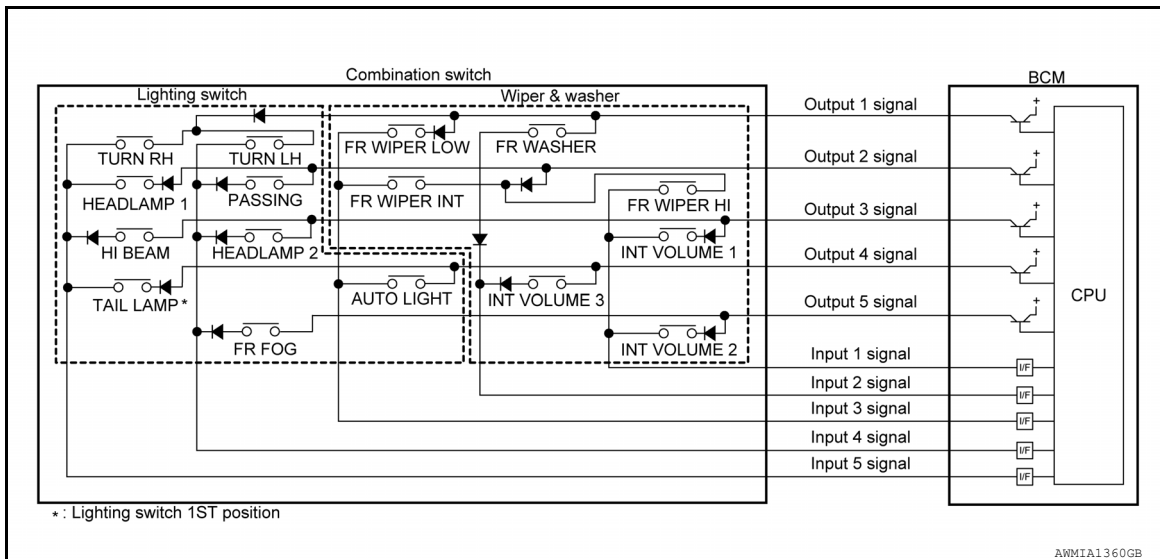 Combination switch
BCM
Lighting switch
Wiper & washer
Output 1 signal
+
TURN RH
TURN LH
FR WIPER LOW
FR WASHER
Output 2 signal
+
HEADLAMP 1
PASSING
FR WIPER INT
FR WIPER HI
Output 3 signal
+
HI BEAM
HEADLAMP 2
INT VOLUME 1
Output 4 signal
+
TAIL LAMP*
AUTO LIGHT
INT VOLUME 3
CPU
Output 5 signal
+
FR FOG
INT VOLUME 2
Input 1 signal
I/F
Input 2 signal
I/F
Input 3 signal
I/F
Input 4 signal
I/F
Input 5 signal
I/F
* : Lighting switch 1ST position
AWMIA1360GB